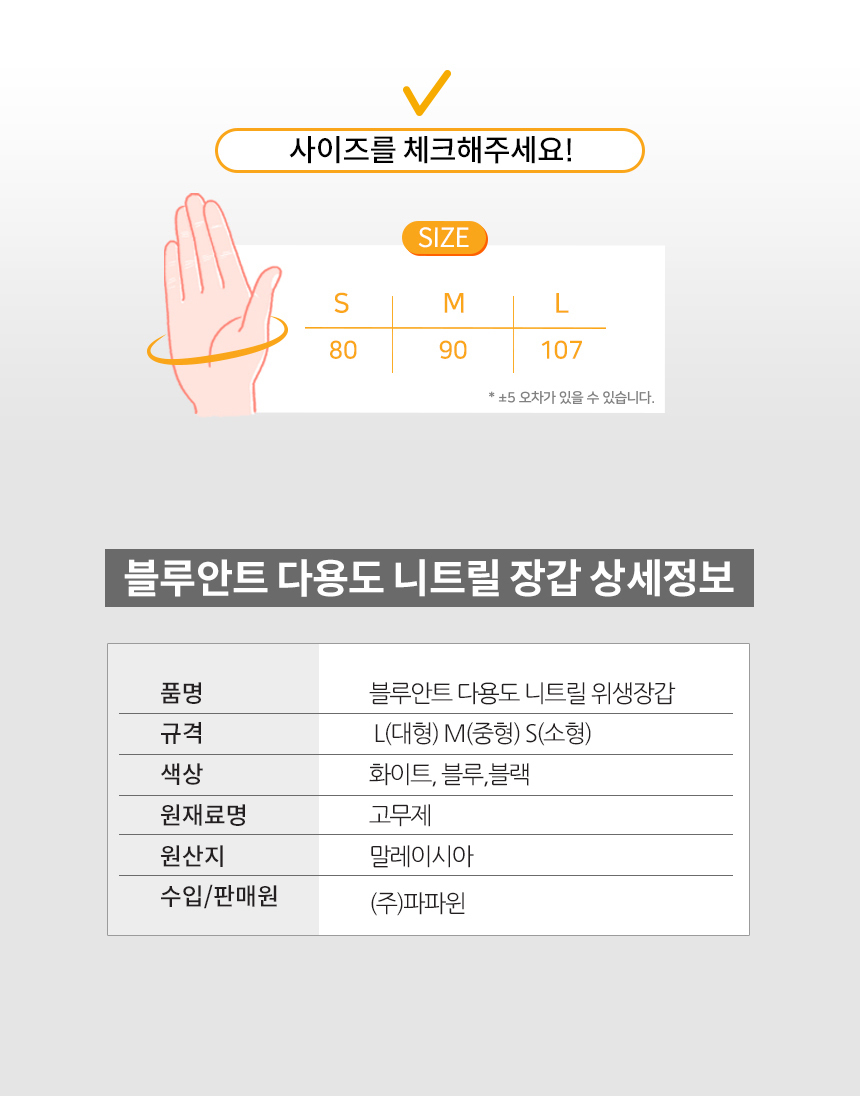 사이즈를 체크해주세요!
SIZE
S M L
80 90 107
* ±5 오차가 있을 수 있습니다.
블루안트 다용도 니트릴 장갑 상세정보
품명 블루안트 다용도 니트릴 위생장갑
규격 L(대형) M(중형) S(소형)
색상 화이트, 블루,블랙
원재료명 고무제
원산지 말레이시아
수입/판매원 (주)파파윈